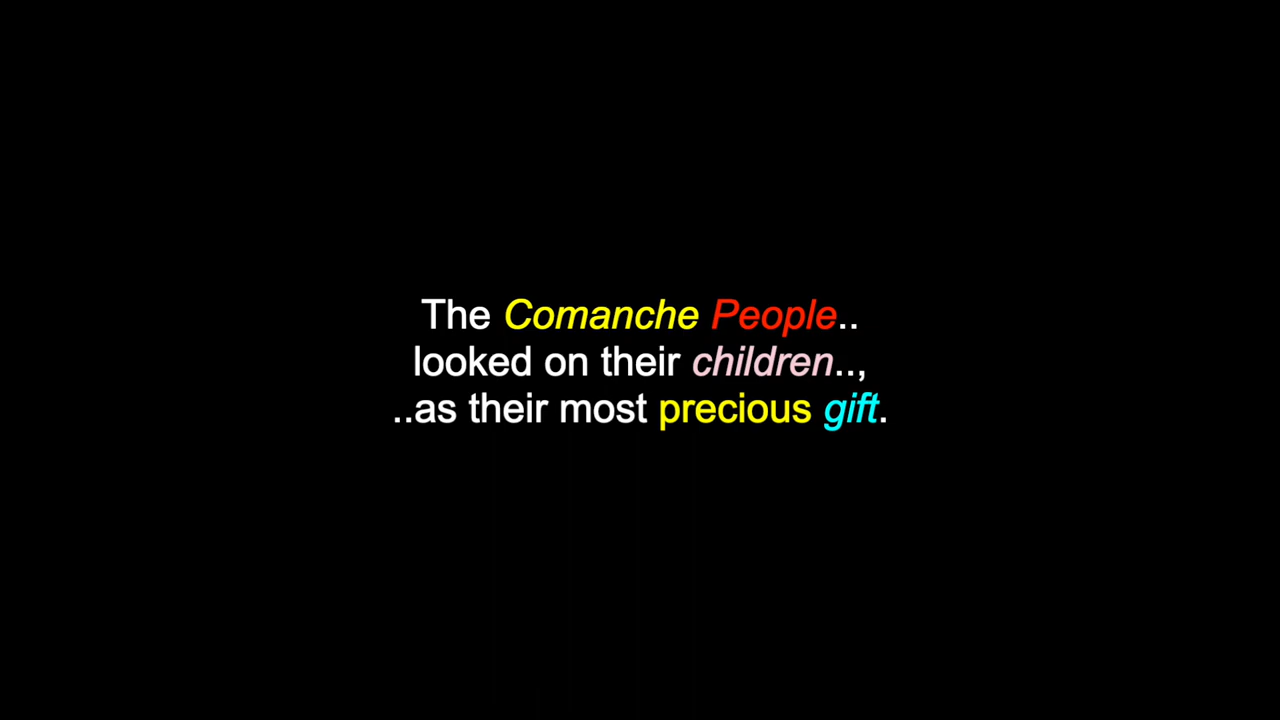 The Comanche People..
looked on their children..,
..as their most precious gift.